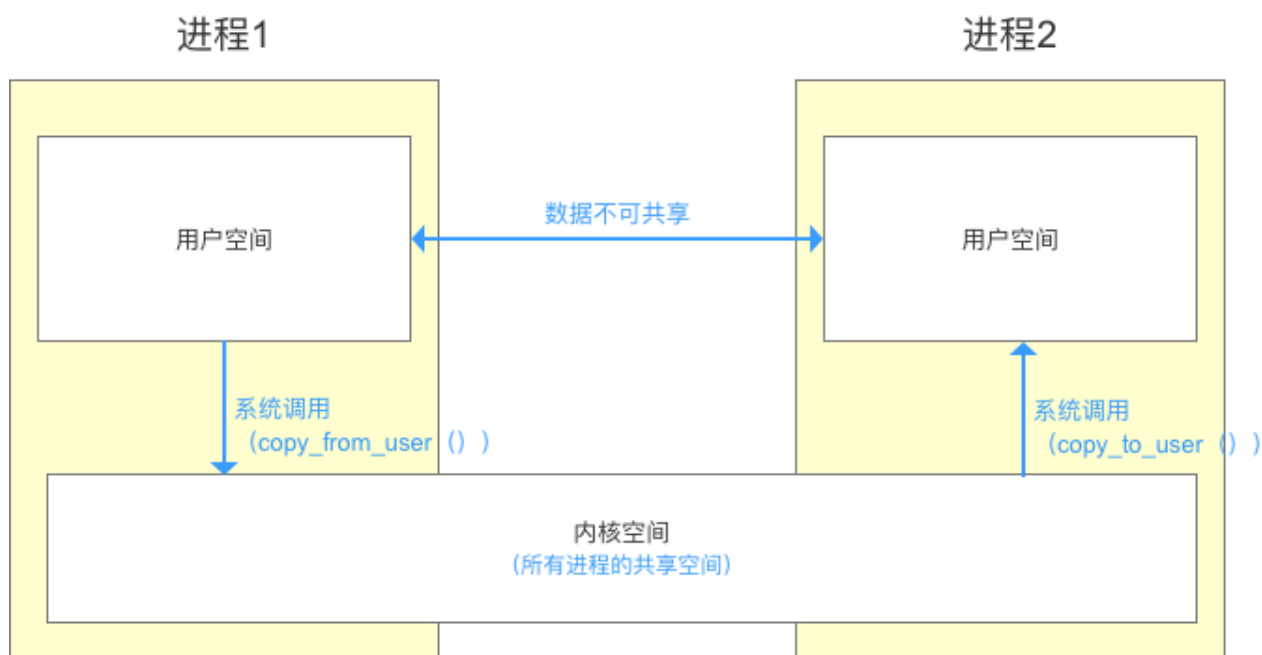 进程1
进程2
数据不可共享
用户空间
用户空间
系统调用
（copy_from_user（））
系统调用
（copy_to_user（））
内核空间
（所有进程的共享空间）